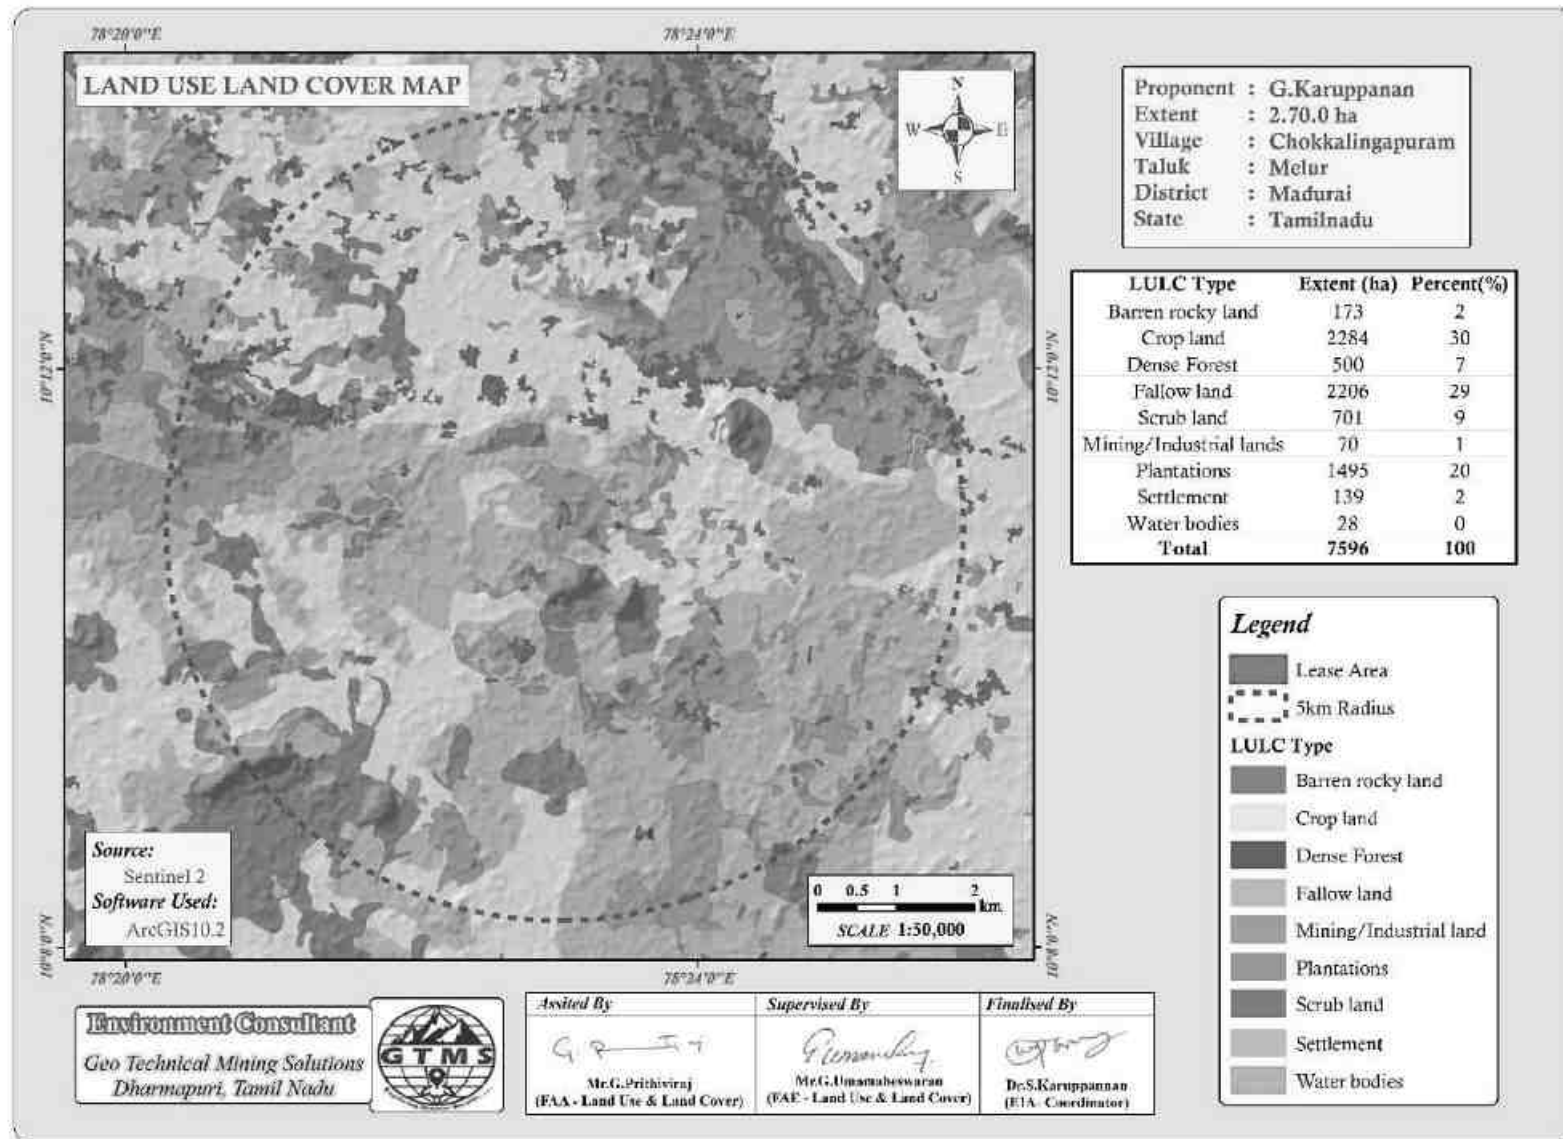 78°20'0"E 78°24'0"E
LAND USE LAND COVER MAP
N
W E
S
10°12'0"N 10°12'0"N
10°8'0"N 10°8'0"N
Source:
Sentinel 2
Software Used:
ArcGIS10.2
0 0.5 1 2
km
SCALE 1:50,000
78°20'0"E 78°24'0"E
Proponent : G.Karuppanan
Extent : 2.70.0 ha
Village : Chokkalingapuram
Taluk : Melur
District : Madurai
State : Tamilnadu
LULC Type Extent (ha) Percent(%)
Barren rocky land 173 2
Crop land 2284 30
Dense Forest 500 7
Fallow land 2206 29
Scrub land 701 9
Mining/Industrial lands 70 1
Plantations 1495 20
Settlement 139 2
Water bodies 28 0
Total 7596 100
Legend
Lease Area
5km Radius
LULC Type
Barren rocky land
Crop land
Dense Forest
Fallow land
Mining/Industrial land
Plantations
Scrub land
Settlement
Water bodies
Environment Consultant
Geo Technical Mining Solutions
Dharmapuri, Tamil Nadu
GTMS
Assited By
Mr.G.Prithiviraj
(FAA - Land Use & Land Cover)
Supervised By
Mr.G.Umamaheswaran
(FAE - Land Use & Land Cover)
Finalised By
Dr.S.Karuppannan
(EIA- Coordinator)